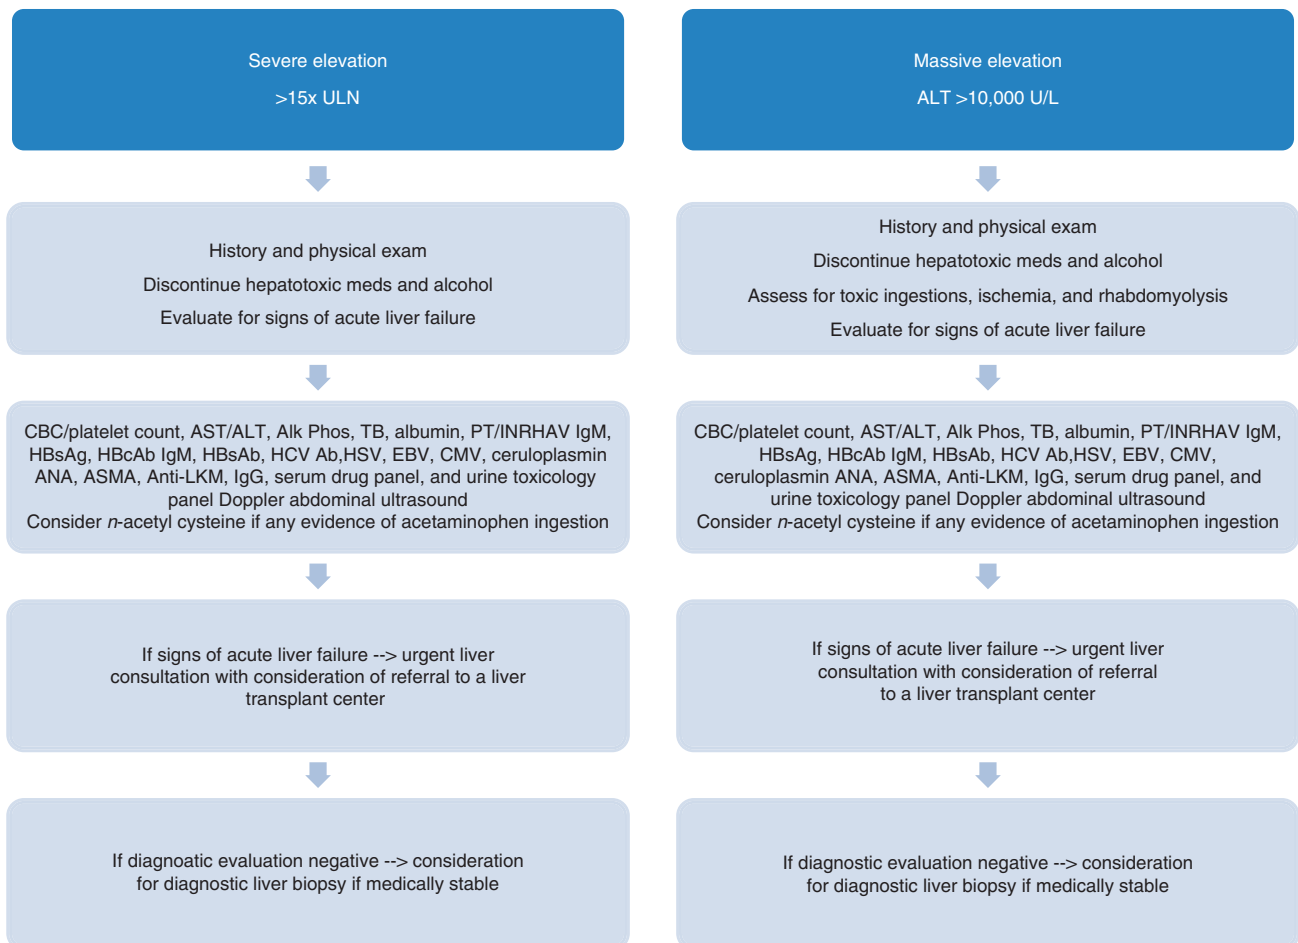 Severe elevation
>15x ULN
History and physical exam
Discontinue hepatotoxic meds and alcohol
Evaluate for signs of acute liver failure
CBC/platelet count, AST/ALT, Alk Phos, TB, albumin, PT/INRHAV IgM,
HBsAg, HBcAb IgM, HBsAb, HCV Ab,HSV, EBV, CMV, ceruloplasmin
ANA, ASMA, Anti-LKM, IgG, serum drug panel, and urine toxicology
panel Doppler abdominal ultrasound
Consider n-acetyl cysteine if any evidence of acetaminophen ingestion
If signs of acute liver failure --> urgent liver
consultation with consideration of referral to a liver
transplant center
If diagnoatic evaluation negative --> consideration
for diagnostic liver biopsy if medically stable
Massive elevation
ALT >10,000 U/L
History and physical exam
Discontinue hepatotoxic meds and alcohol
Assess for toxic ingestions, ischemia, and rhabdomyolysis
Evaluate for signs of acute liver failure
CBC/platelet count, AST/ALT, Alk Phos, TB, albumin, PT/INRHAV IgM,
HBsAg, HBcAb IgM, HBsAb, HCV Ab,HSV, EBV, CMV,
ceruloplasmin ANA, ASMA, Anti-LKM, IgG, serum drug panel, and
urine toxicology panel Doppler abdominal ultrasound
Consider n-acetyl cysteine if any evidence of acetaminophen ingestion
If signs of acute liver failure --> urgent liver
consultation with consideration of referral
to a liver transplant center
If diagnostic evaluation negative --> consideration
for diagnostic liver biopsy if medically stable